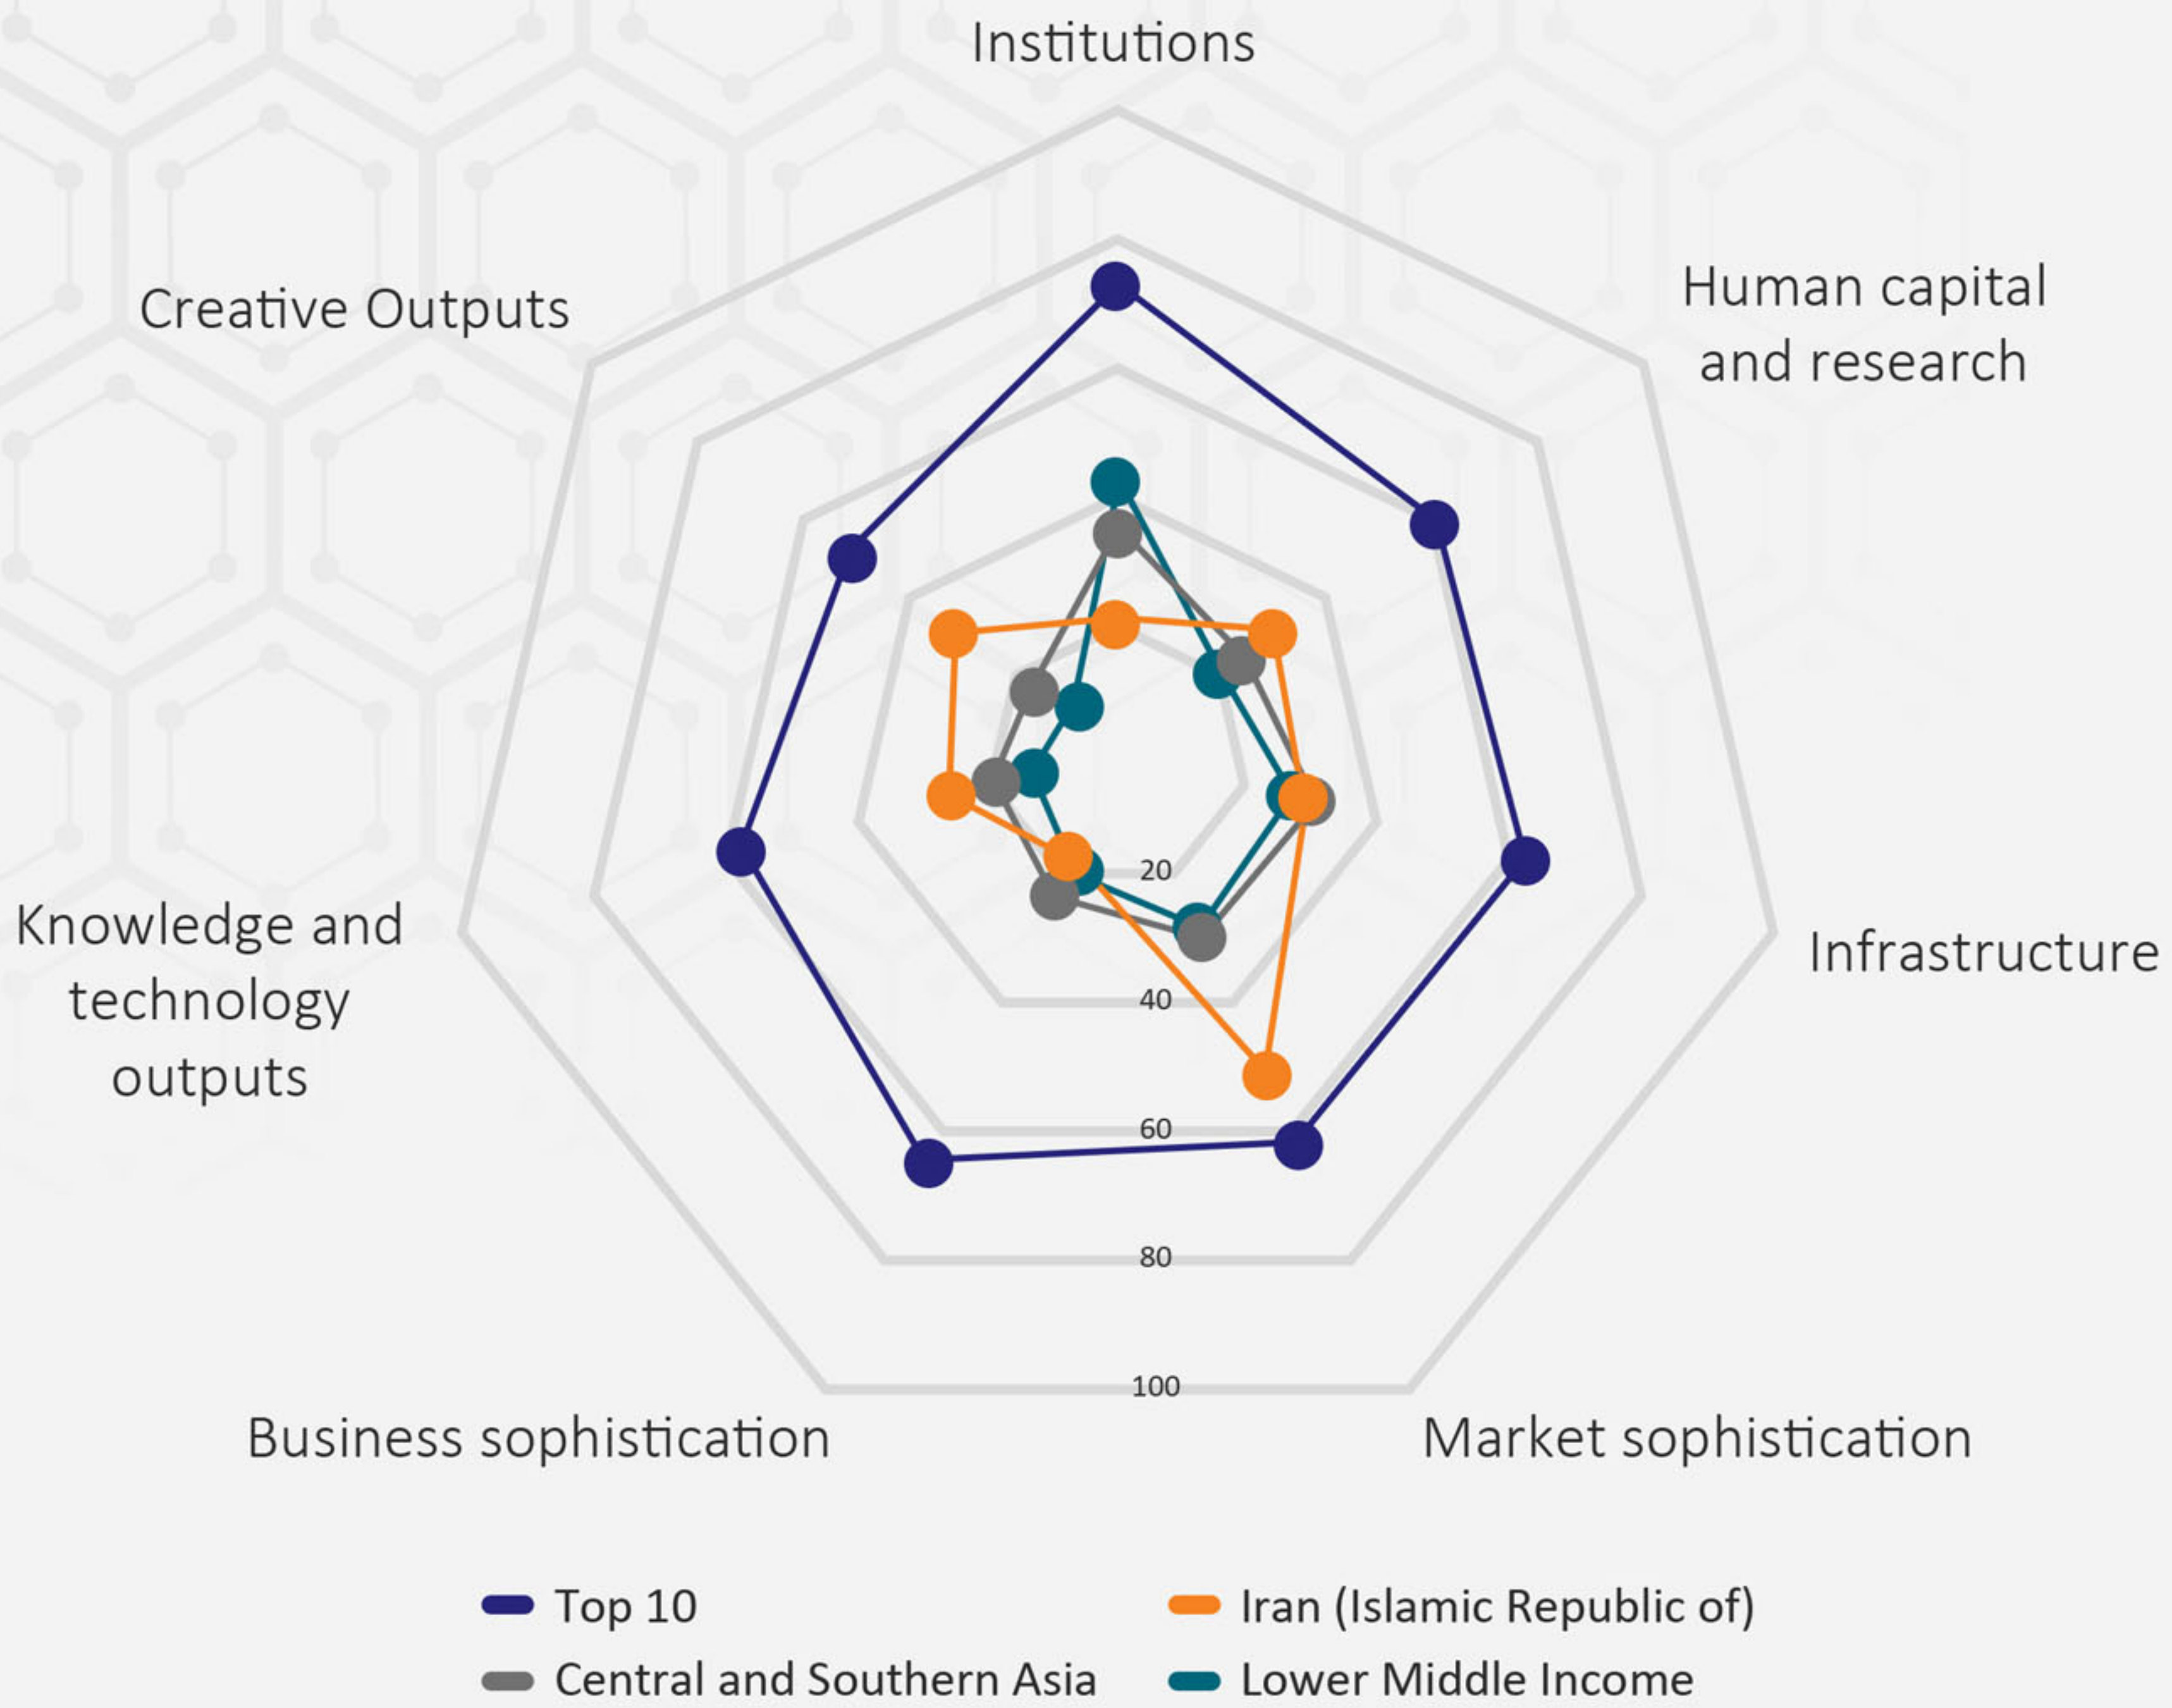 Institutions
Creative Outputs
Human capital
and research
Knowledge and
technology
outputs
Infrastructure
20
40
60
80
100
Business sophistication
Market sophistication
Top 10
Iran (Islamic Republic of)
Central and Southern Asia
Lower Middle Income